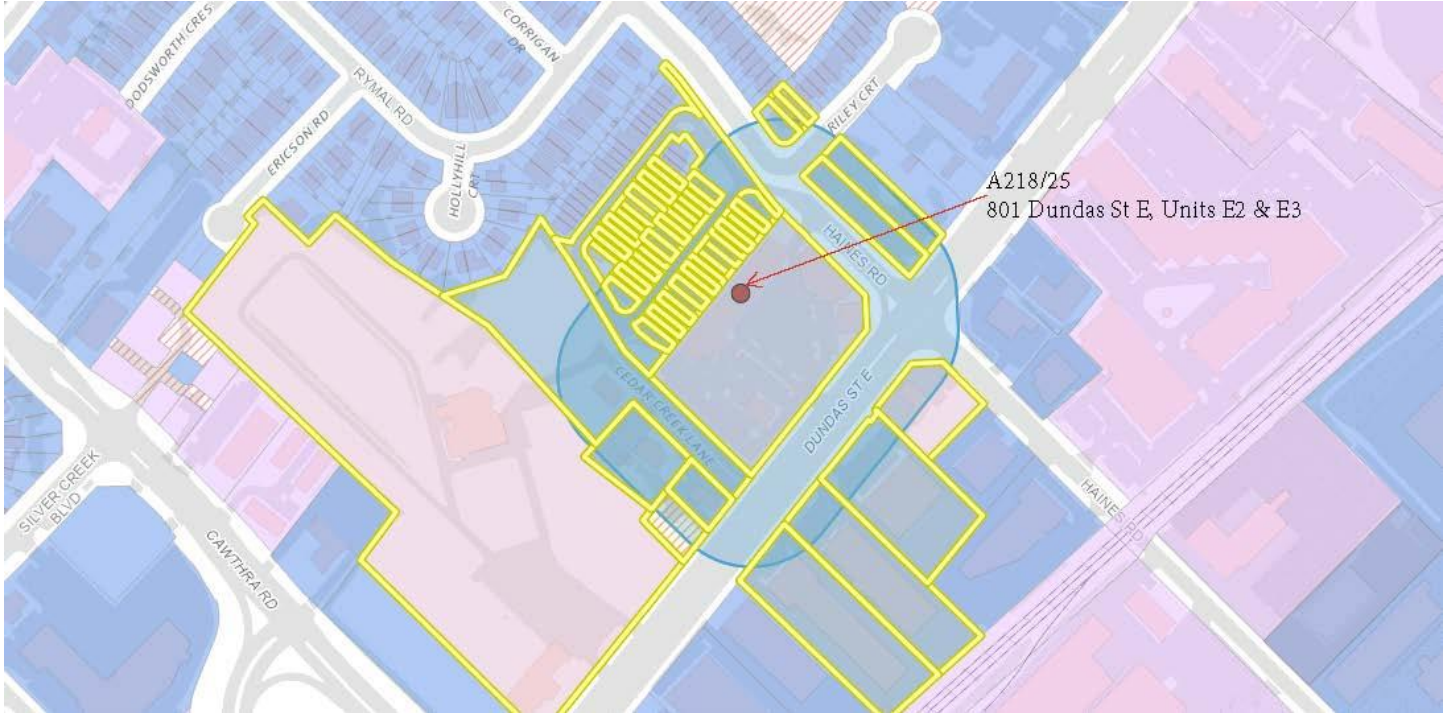 CORRIGAN
DR
DODSWORTH CRES
RYMAL RD
ERICSON RD
HOLLYHILL
CRT
RILEY CRT
A218/25
801 Dundas St E, Units E2 & E3
HAINES RD
CEDAR CREEK LANE
DUNDAS ST E
SILVER CREEK
BLVD
CAWTHRA RD
HAINES RD